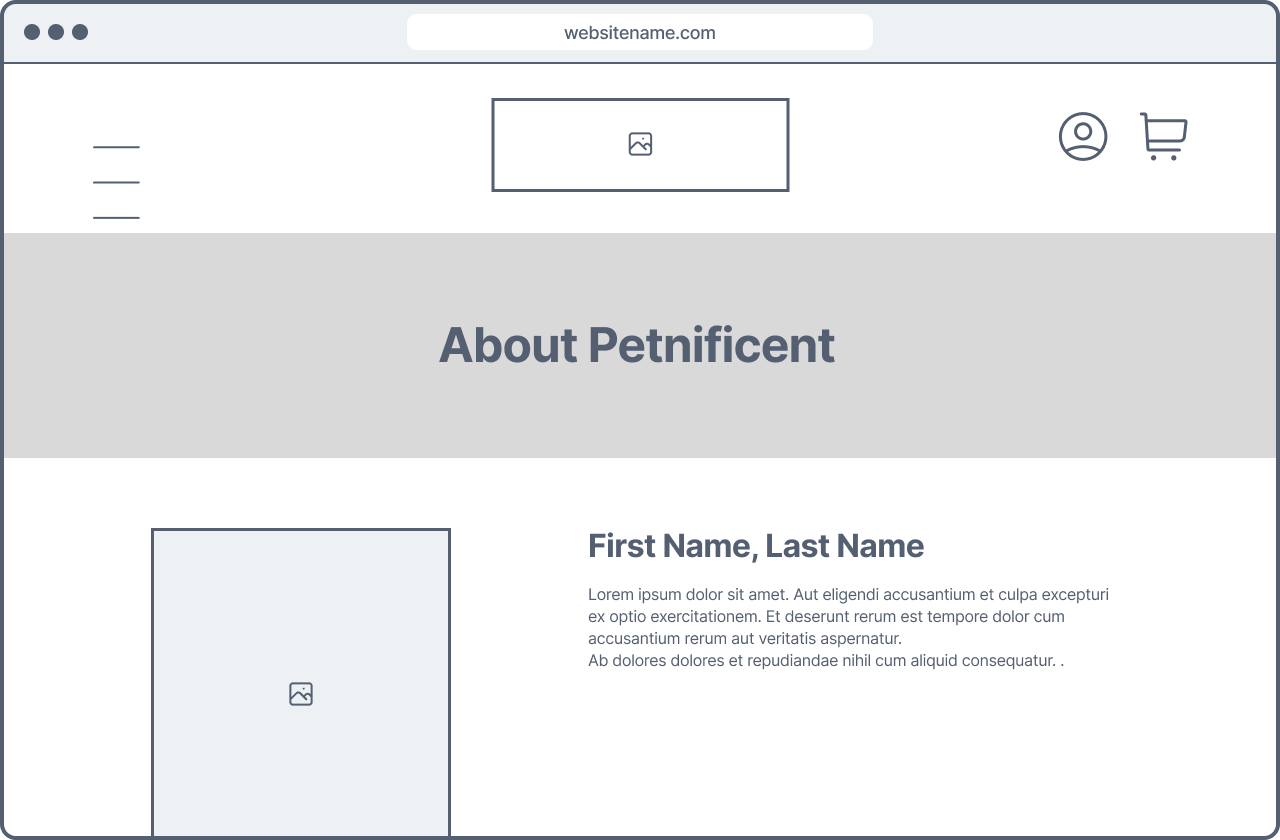 websitename.com
About Petnificent
First Name, Last Name
Lorem ipsum dolor sit amet. Aut eligendi accusantium et culpa excepturi
ex optio exercitationem. Et deserunt rerum est tempore dolor cum
accusantium rerum aut veritatis aspernatur.
Ab dolores dolores et repudiandae nihil cum aliquid consequatur. .